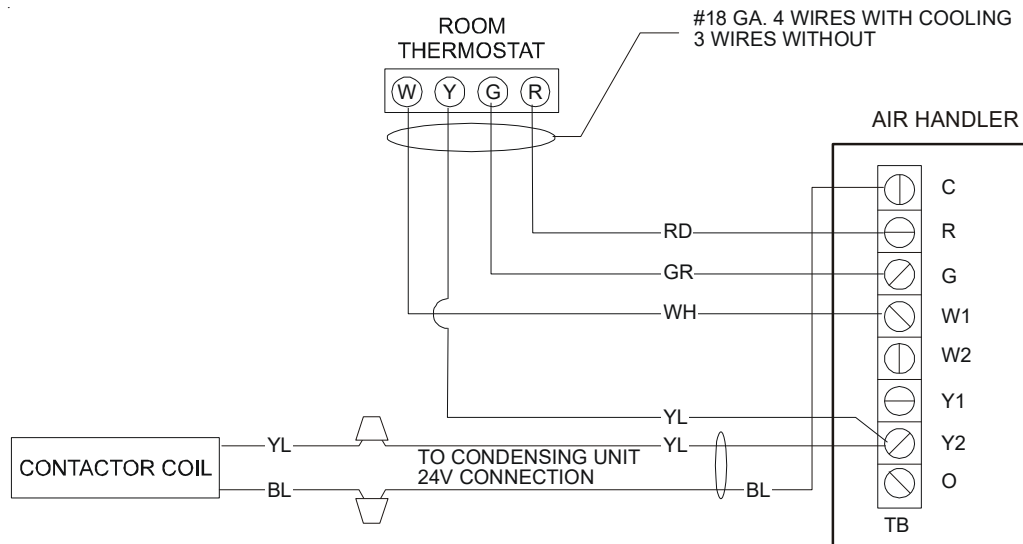 #18 GA. 4 WIRES WITH COOLING
3 WIRES WITHOUT
ROOM
THERMOSTAT
W Y G R
AIR HANDLER
C
RD R
GR G
WH W1
W2
Y1
YL
YL YL Y2
CONTACTOR COIL
TO CONDENSING UNIT
24V CONNECTION
BL BL O
TB